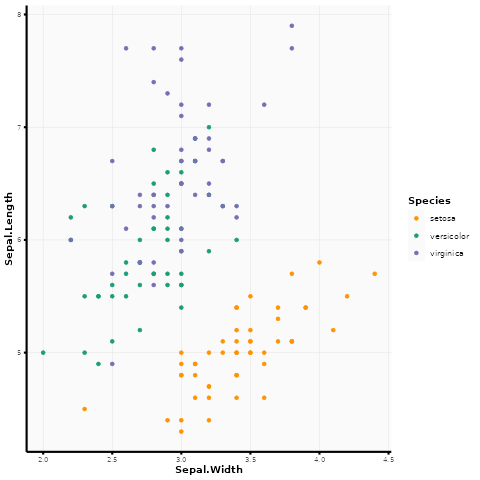 8
7
6
5
Sepal.Length
2.0 2.5 3.0 3.5 4.0 4.5
Sepal.Width
Species
setosa
versicolor
virginica